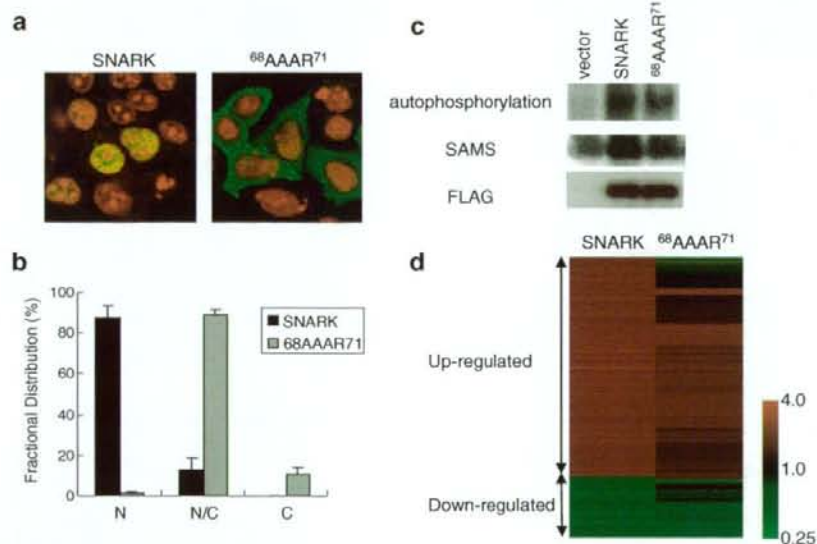 a
SNARK
⁶⁸AAAR⁷¹
b
Fractional Distribution (%)
100
80
60
40
20
0
SNARK
68AAAR71
N
N/C
C
c
vector
SNARK
⁶⁸AAAR⁷¹
autophosphorylation
SAMS
FLAG
d
SNARK
⁶⁸AAAR⁷¹
Up-regulated
Down-regulated
4.0
1.0
0.25